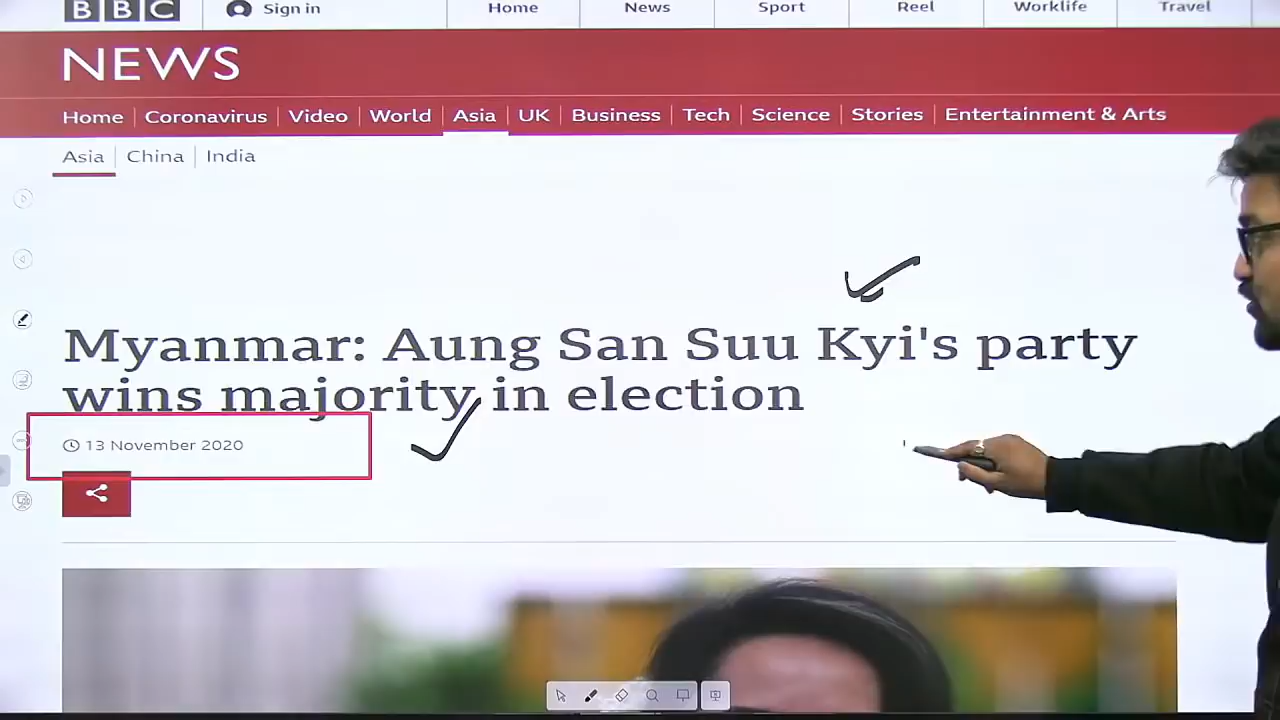 BBC
Sign in
Home
News
Sport
Reel
Worklife
Travel
NEWS
Home
Coronavirus
Video
World
Asia
UK
Business
Tech
Science
Stories
Entertainment & Arts
Asia
China
India
Myanmar: Aung San Suu Kyi's party
wins majority in election
13 November 2020